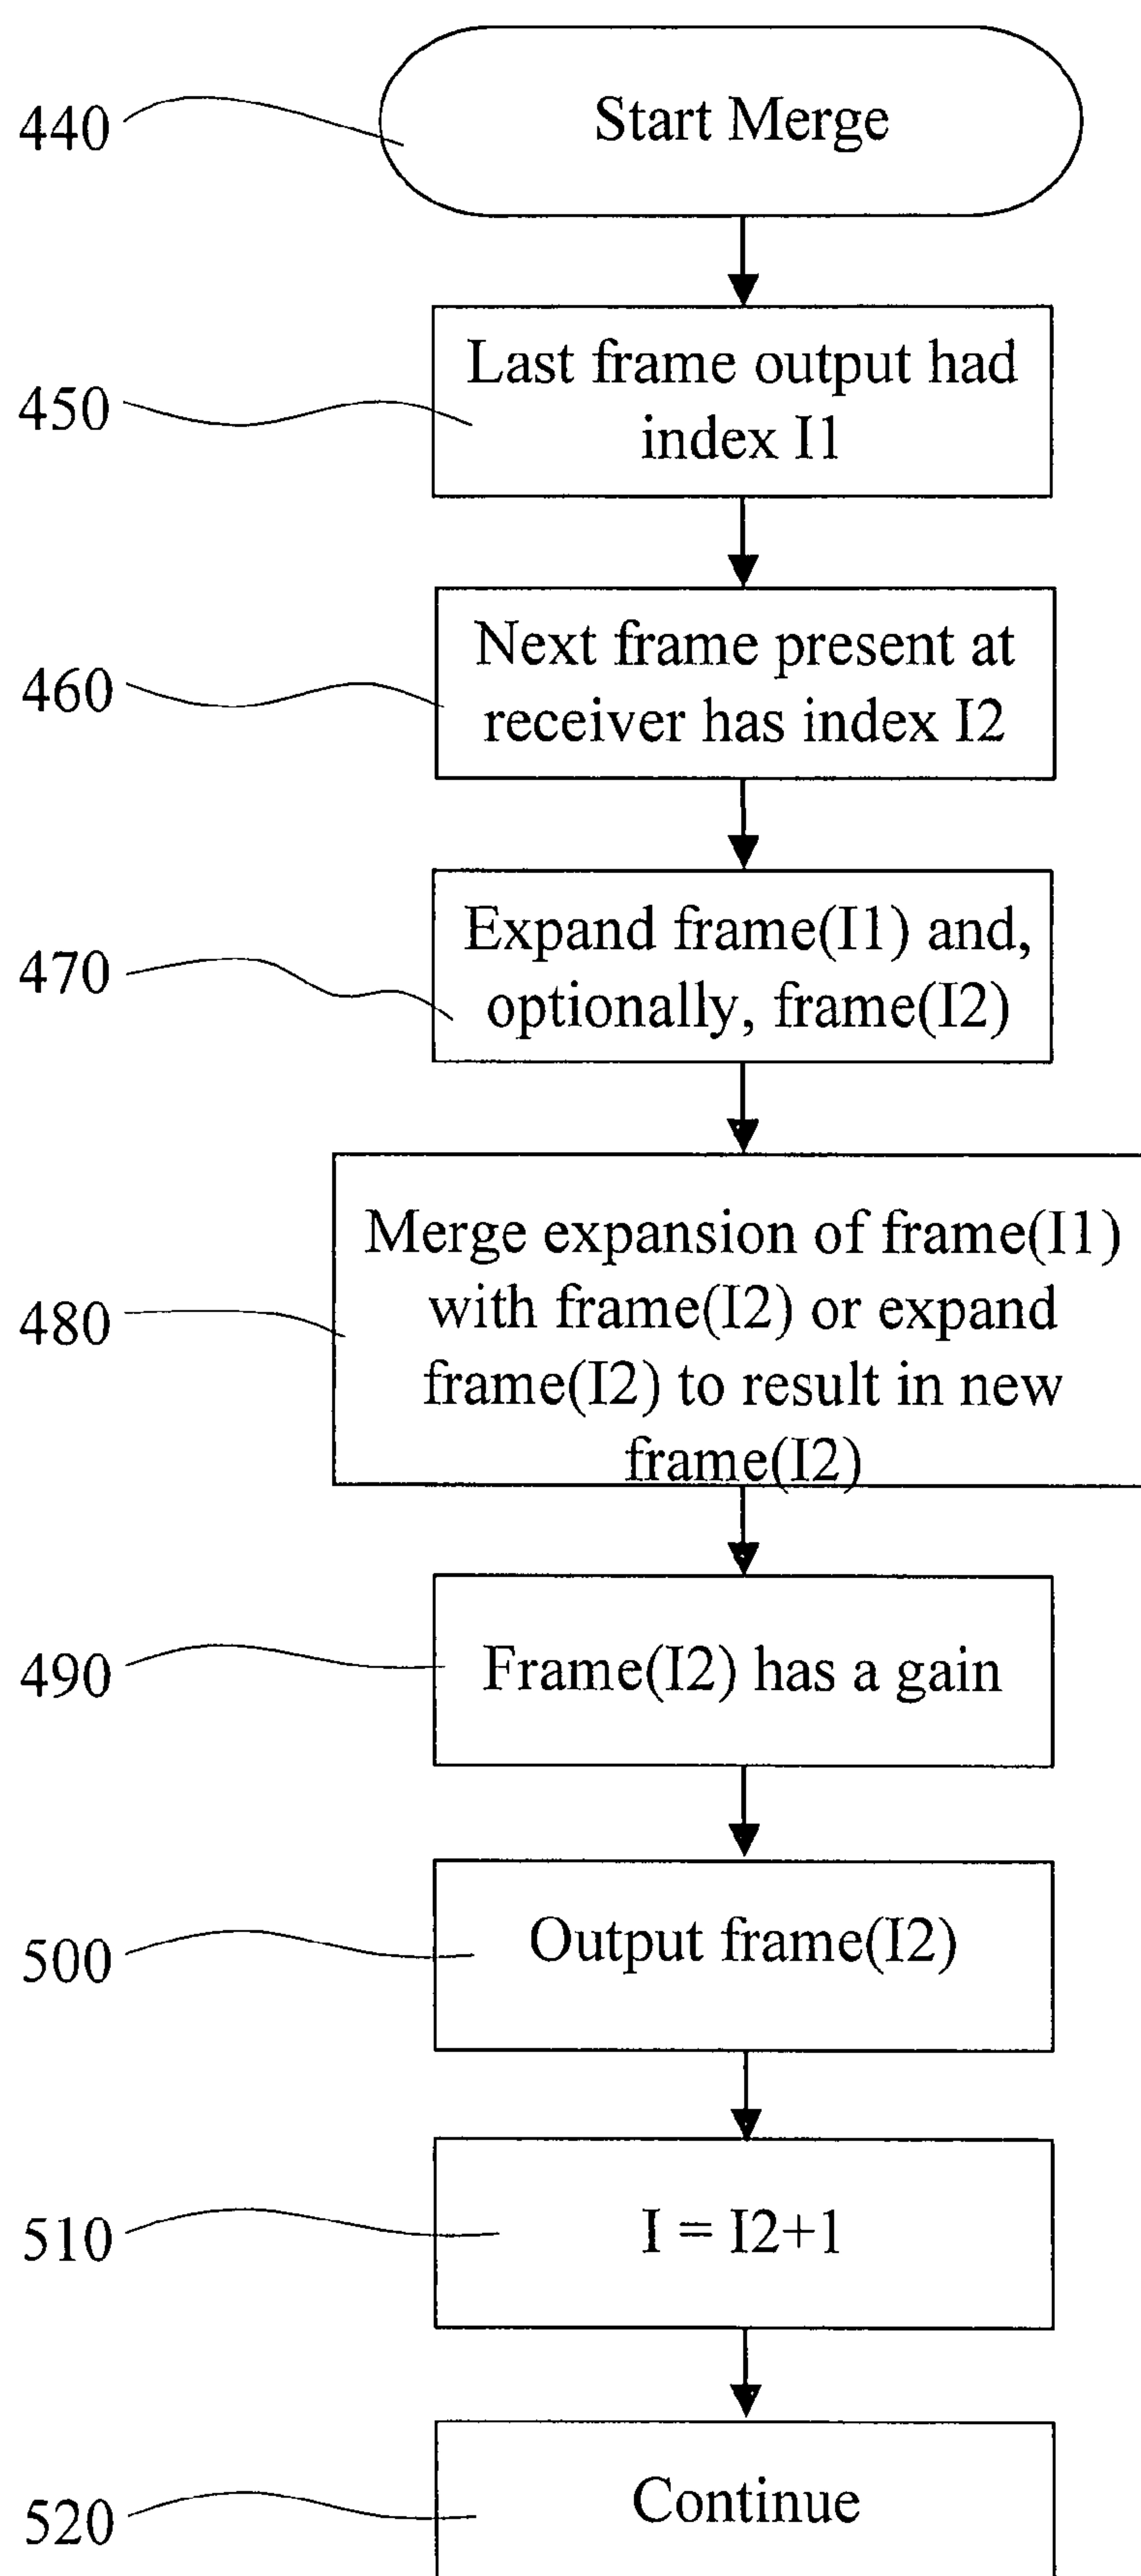 440
Start Merge
450
Last frame output had
index I1
460
Next frame present at
receiver has index I2
470
Expand frame(I1) and,
optionally, frame(I2)
480
Merge expansion of frame(I1)
with frame(I2) or expand
frame(I2) to result in new
frame(I2)
490
Frame(I2) has a gain
500
Output frame(I2)
510
I = I2+1
520
Continue